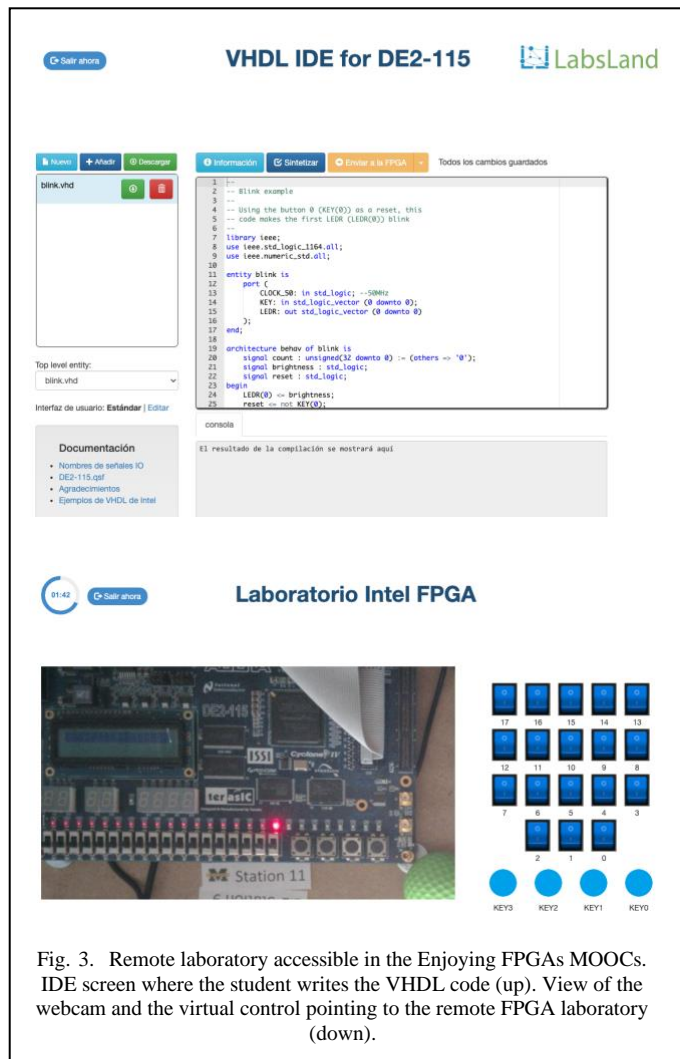 Salir ahora
VHDL IDE for DE2-115
LabsLand
Nuevo
Añadir
Descargar
Información
Sintetizar
Enviar a la FPGA
Todos los cambios guardados
blink.vhd
1 --
2 -- Blink example
3 --
4 -- Using the button 0 (KEY(0)) as a reset, this
5 -- code makes the first LEDR (LEDR(0)) blink
6 --
7 library ieee;
8 use ieee.std_logic_1164.all;
9 use ieee.numeric_std.all;
10
11 entity blink is
12 port (
13 CLOCK_50: in std_logic; --50MHz
14 KEY: in std_logic_vector (0 downto 0);
15 LEDR: out std_logic_vector (0 downto 0)
16 );
17 end;
18
19 architecture behav of blink is
20 signal count : unsigned(32 downto 0) := (others => '0');
21 signal brightness : std_logic;
22 signal reset : std_logic;
23 begin
24 LEDR(0) <= brightness;
25 reset <= not KEY(0);
Top level entity:
blink.vhd
Interfaz de usuario: Estándar | Editar
consola
El resultado de la compilación se mostrará aquí
Documentación
Nombres de señales IO
DE2-115.qsf
Agradecimientos
Ejemplos de VHDL de Intel
01:42
Salir ahora
Laboratorio Intel FPGA
National
Semiconductor
DE2-115
ISSI
Cyclone IV
terasIC
M Station 11
17 16 15 14 13
12 11 10 9 8
7 6 5 4 3
2 1 0
KEY3 KEY2 KEY1 KEY0
Fig. 3. Remote laboratory accessible in the Enjoying FPGAs MOOCs.
IDE screen where the student writes the VHDL code (up). View of the
webcam and the virtual control pointing to the remote FPGA laboratory
(down).